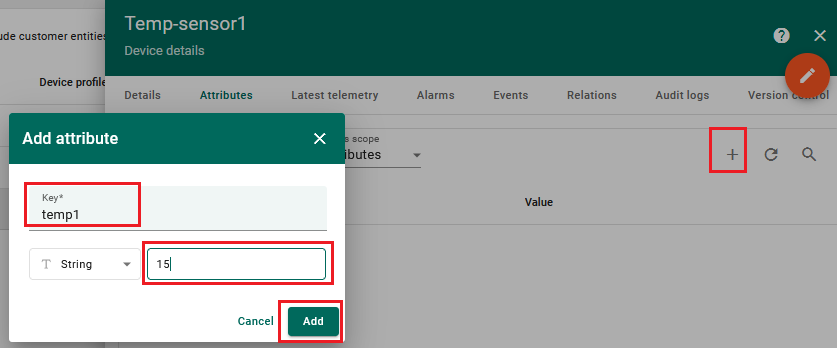 Temp-sensor1
Device details
ude customer entities
Device profile
Details Attributes Latest telemetry Alarms Events Relations Audit logs Version control
Add attribute
s scope
ibutes
Key*
temp1
Value
String
15
Cancel Add